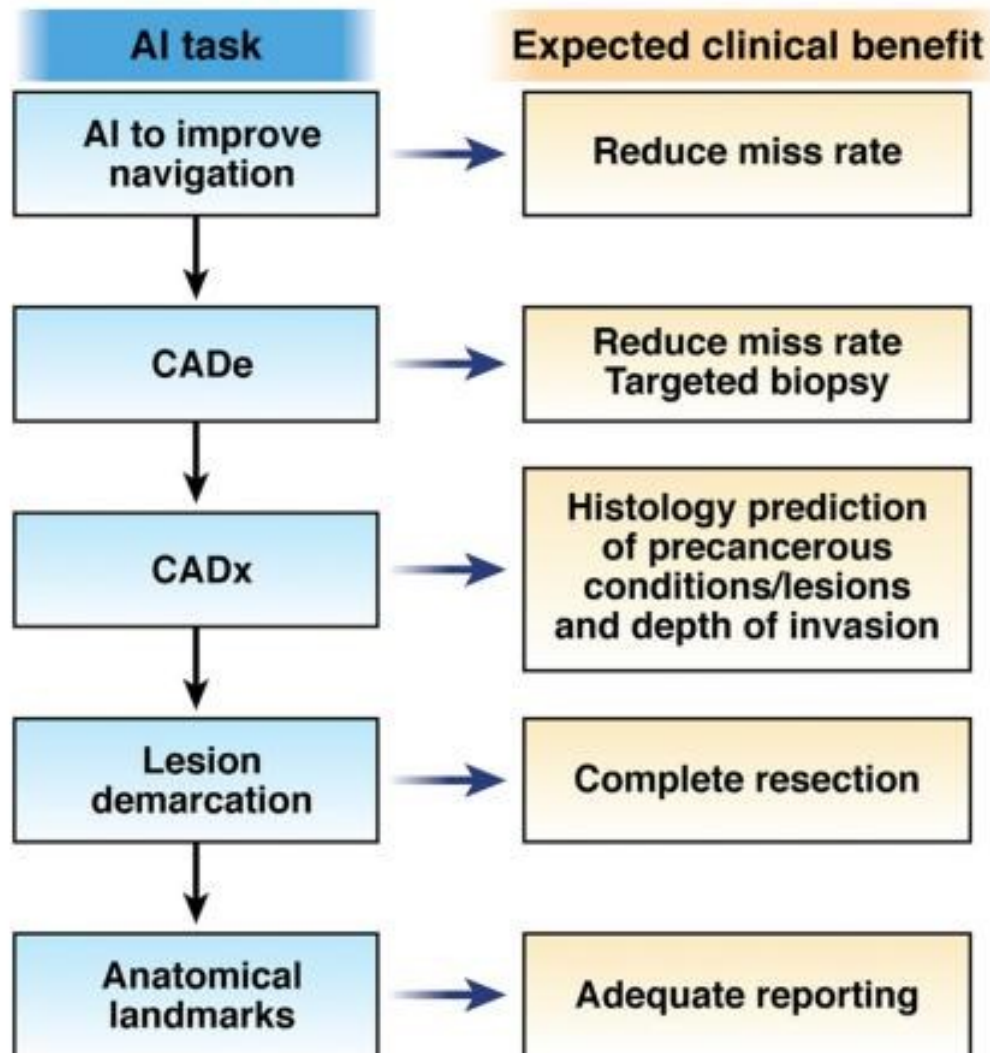 AI task
Expected clinical benefit
AI to improve
navigation
Reduce miss rate
CADe
Reduce miss rate
Targeted biopsy
CADx
Histology prediction
of precancerous
conditions/lesions
and depth of invasion
Lesion
demarcation
Complete resection
Anatomical
landmarks
Adequate reporting